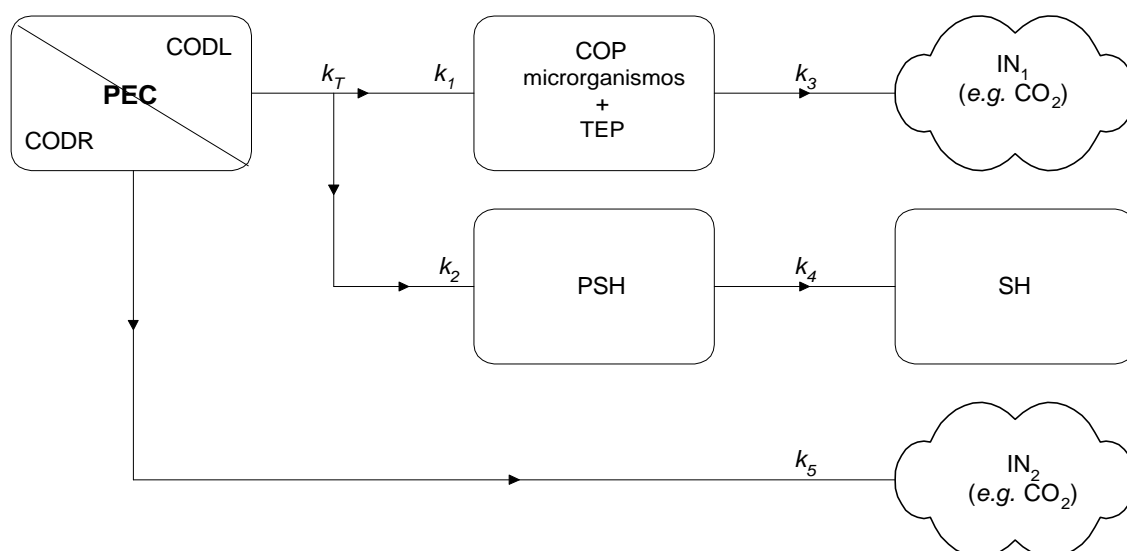 CODL
PEC
CODR
k_T
k_1
COP
microrganismos
+
TEP
k_3
IN_1
(e.g. CO_2)
k_2
PSH
k_4
SH
k_5
IN_2
(e.g. CO_2)